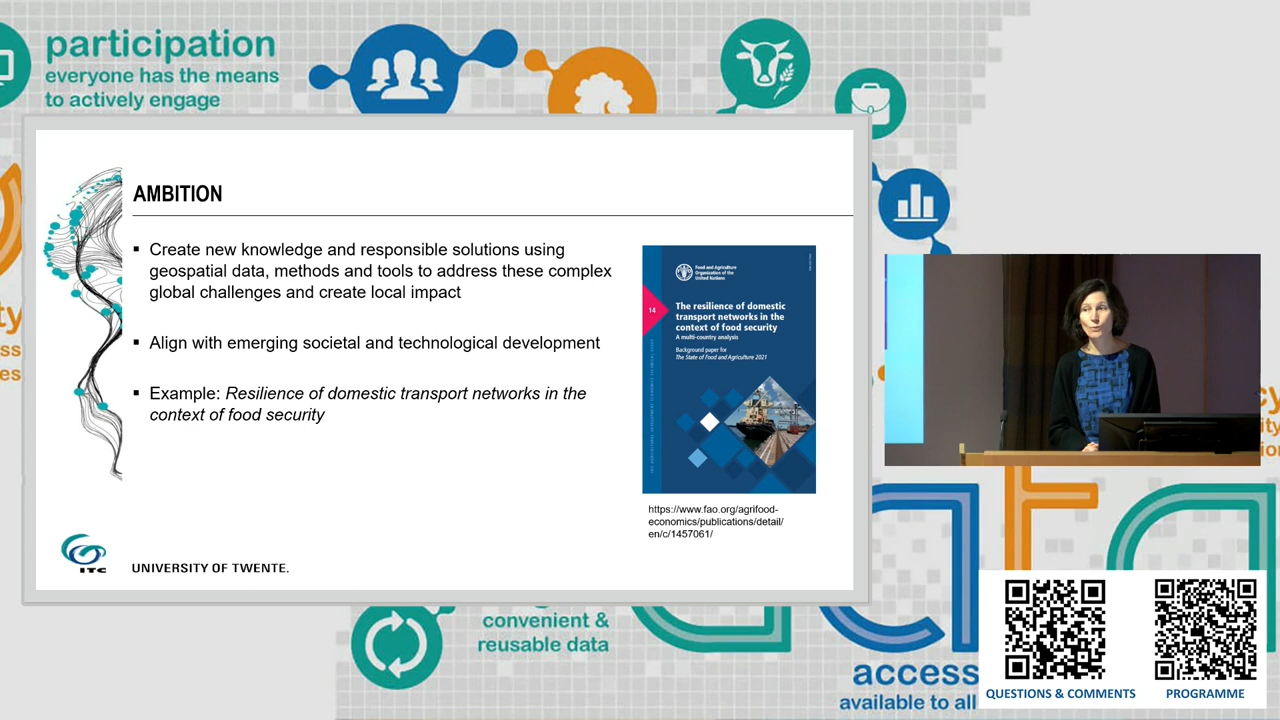 participation
everyone has the means
to actively engage
AMBITION
Create new knowledge and responsible solutions using
geospatial data, methods and tools to address these complex
global challenges and create local impact
Align with emerging societal and technological development
Example: Resilience of domestic transport networks in the
context of food security
Food and Agriculture
Organization of the
United Nations
14
The resilience of domestic
transport networks in the
context of food security
A multi-country analysis
Background paper for
The State of Food and Agriculture 2021
https://www.fao.org/agrifood-
economics/publications/detail/
en/c/1457061/
ITC
UNIVERSITY OF TWENTE.
convenient &
reusable data
access
available to all
QUESTIONS & COMMENTS
PROGRAMME